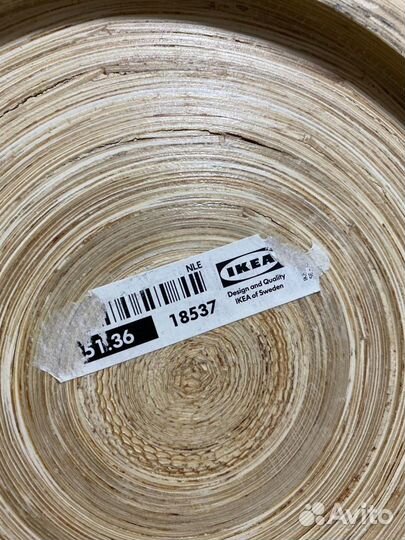 NLE
51.36
18537
IKEA
Design and Quality
IKEA of Sweden
Avito